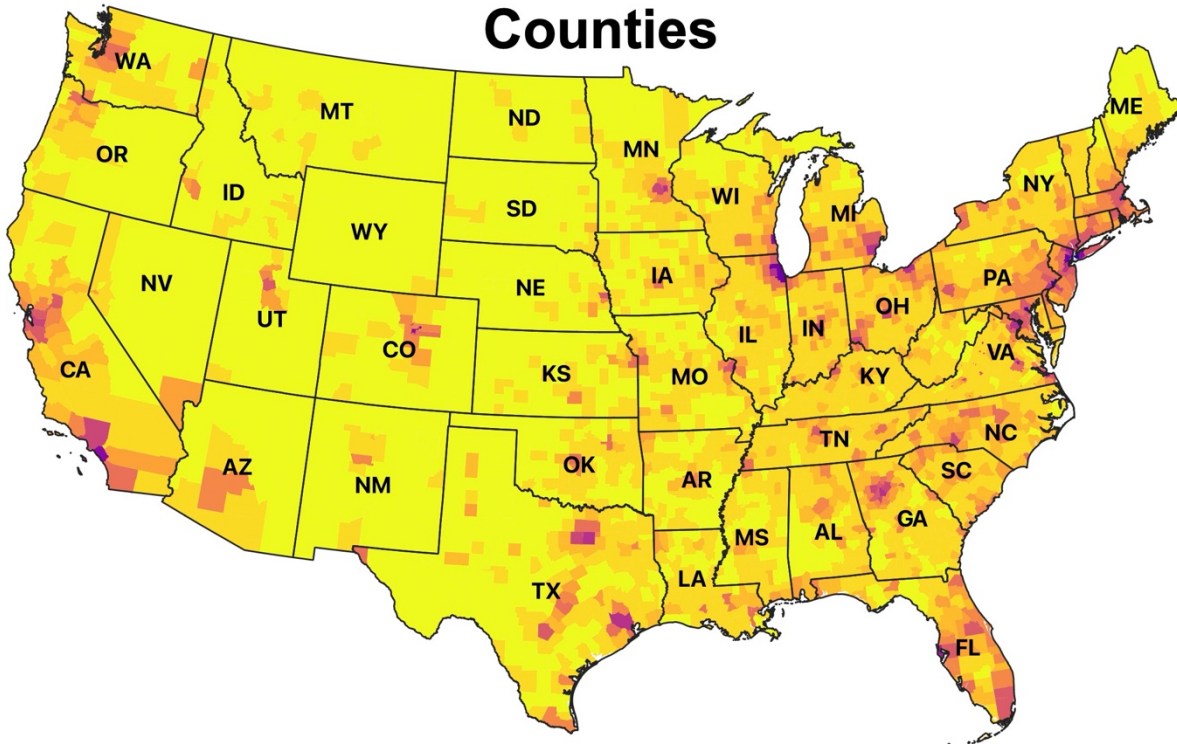 Counties
WA
MT
ND
MN
ME
OR
ID
SD
WI
MI
NY
WY
NV
UT
NE
IA
IL
IN
OH
PA
CA
CO
KS
MO
KY
VA
AZ
NM
OK
AR
TN
NC
SC
TX
LA
MS
AL
GA
FL